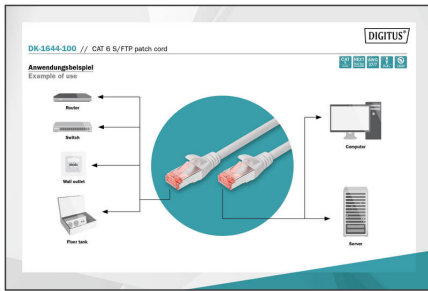 DIGITUS®
DK-1644-100 // CAT 6 S/FTP patch cord
Anwendungsbeispiel
Example of use
Router
Switch
Wall outlet
Fiber tank
Computer
Server